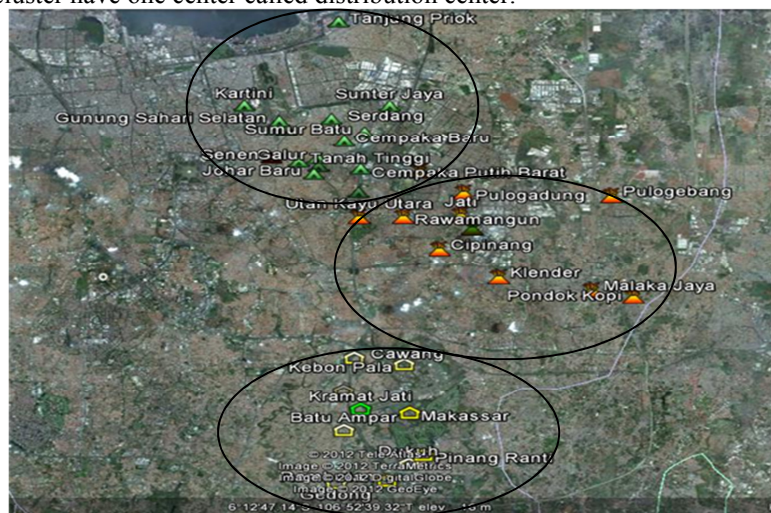 cluster have one center called distribution center.
Tanjung Priok
Kartini
Sunter Jaya
Gunung Sahari Selatan
Serdang
Sumur Batu
Cempaka Baru
Senen
Galur
Tanah Tinggi
Johar Baru
Cempaka Putih Barat
Pulogadung
Pulogebang
Utan Kayu Utara
Jati
Rawamangun
Cipinang
Klender
Malaka Jaya
Pondok Kopi
Cawang
Kebon Pala
Kramat Jati
Batu Ampar
Makassar
Pinang Ranti
© 2012 Tele Atlas
Image © 2012 TerraMetrics
Image © 2012 DigitalGlobe
Image © 2012 GeoEye
Gedong